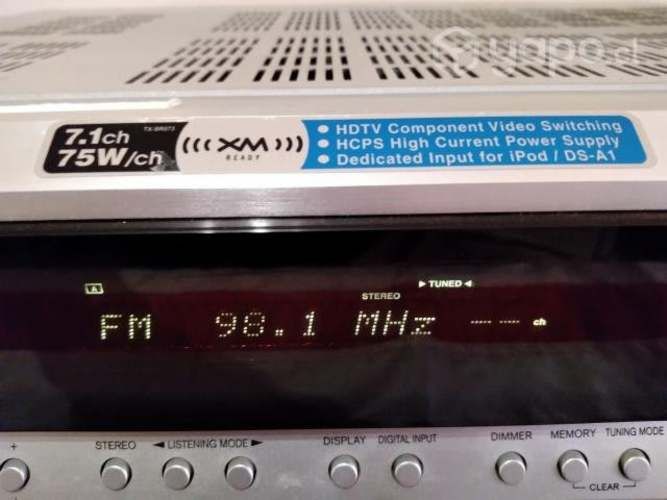 yapo.cl
7.1ch
75W/ch
XM
READY
• HDTV Component Video Switching
• HCPS High Current Power Supply
• Dedicated Input for iPod / DS-A1
A
►TUNED◄
STEREO
FM 98.1 MHz -- -- ch
+
STEREO
◄ LISTENING MODE ►
DISPLAY
DIGITAL INPUT
DIMMER
MEMORY
TUNING MODE
CLEAR